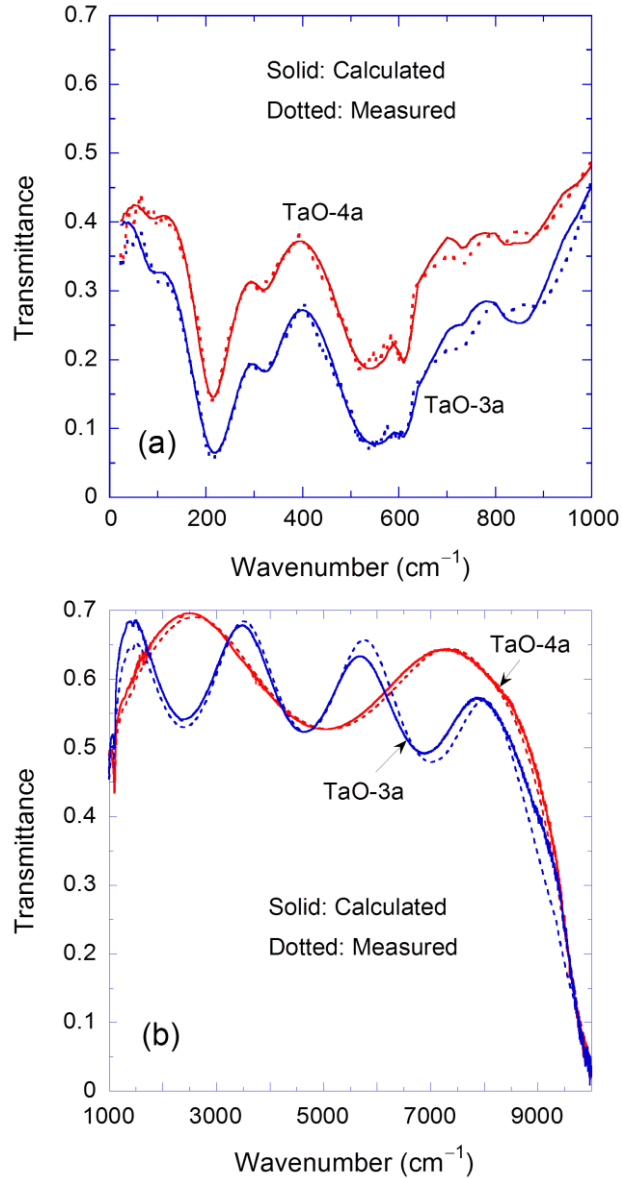 0.7
0.6
0.5
0.4
0.3
0.2
0.1
0
Transmittance
Solid: Calculated
Dotted: Measured
TaO-4a
TaO-3a
(a)
0 200 400 600 800 1000
Wavenumber (cm⁻¹)
0.7
0.6
0.5
0.4
0.3
0.2
0.1
0
Transmittance
TaO-4a
TaO-3a
Solid: Calculated
Dotted: Measured
(b)
1000 3000 5000 7000 9000
Wavenumber (cm⁻¹)